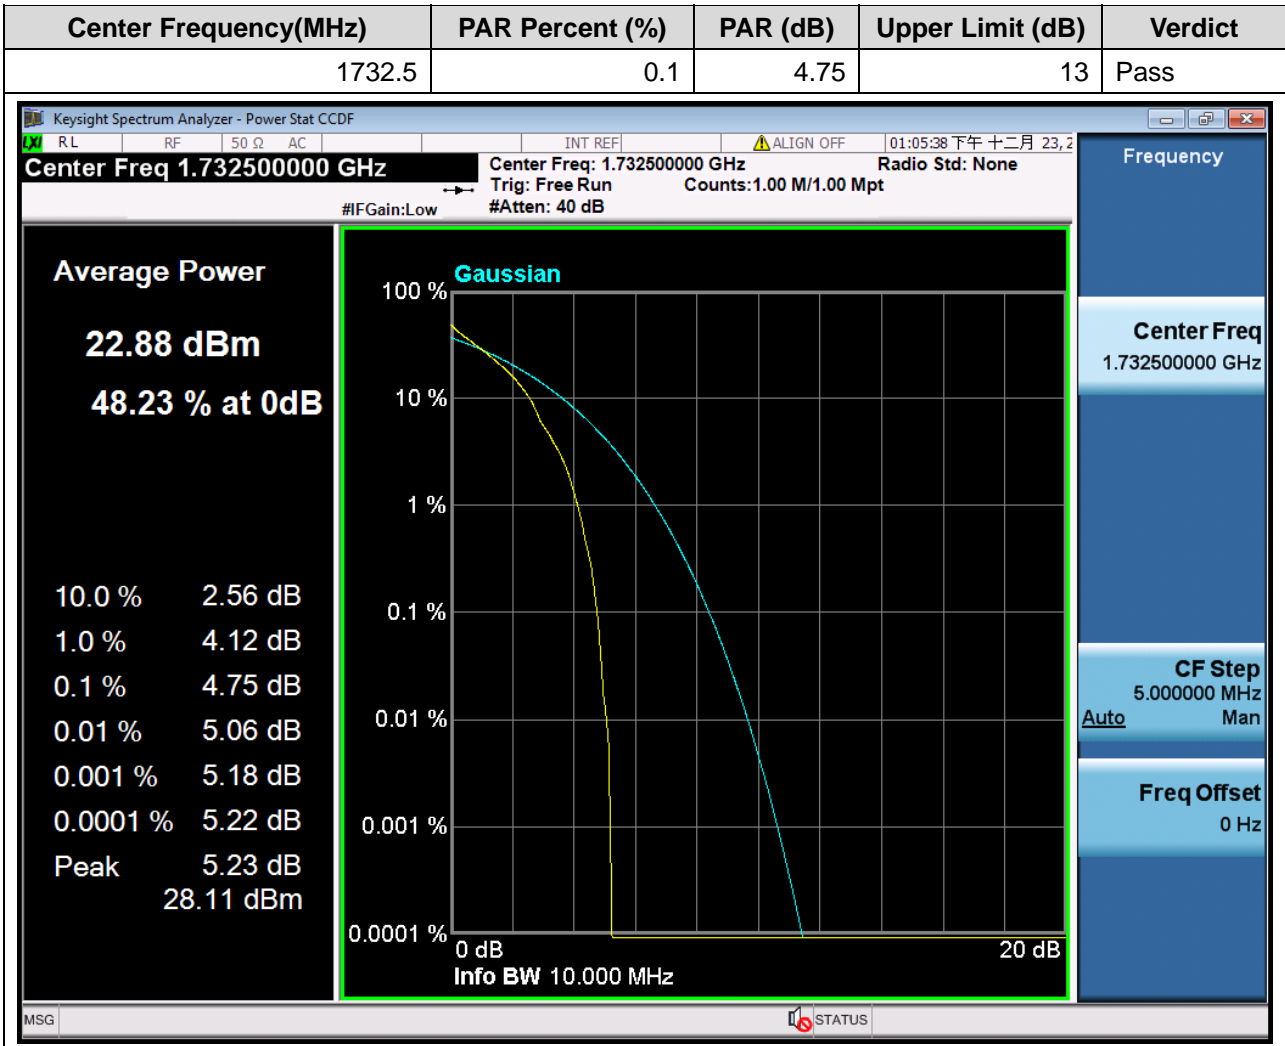 Center Frequency(MHz) PAR Percent (%) PAR (dB) Upper Limit (dB) Verdict
1732.5 0.1 4.75 13 Pass
Keysight Spectrum Analyzer - Power Stat CCDF
LXI RL RF 50 Ω AC INT REF ALIGN OFF 01:05:38 下午 十二月 23, 2
Center Freq 1.732500000 GHz
Center Freq: 1.732500000 GHz Radio Std: None
Trig: Free Run Counts:1.00 M/1.00 Mpt
#IFGain:Low #Atten: 40 dB
Average Power
22.88 dBm
48.23 % at 0dB
10.0 % 2.56 dB
1.0 % 4.12 dB
0.1 % 4.75 dB
0.01 % 5.06 dB
0.001 % 5.18 dB
0.0001 % 5.22 dB
Peak 5.23 dB
28.11 dBm
Gaussian
100 %
10 %
1 %
0.1 %
0.01 %
0.001 %
0.0001 %
0 dB 20 dB
Info BW 10.000 MHz
Frequency
Center Freq
1.732500000 GHz
CF Step
5.000000 MHz
Auto Man
Freq Offset
0 Hz
MSG STATUS